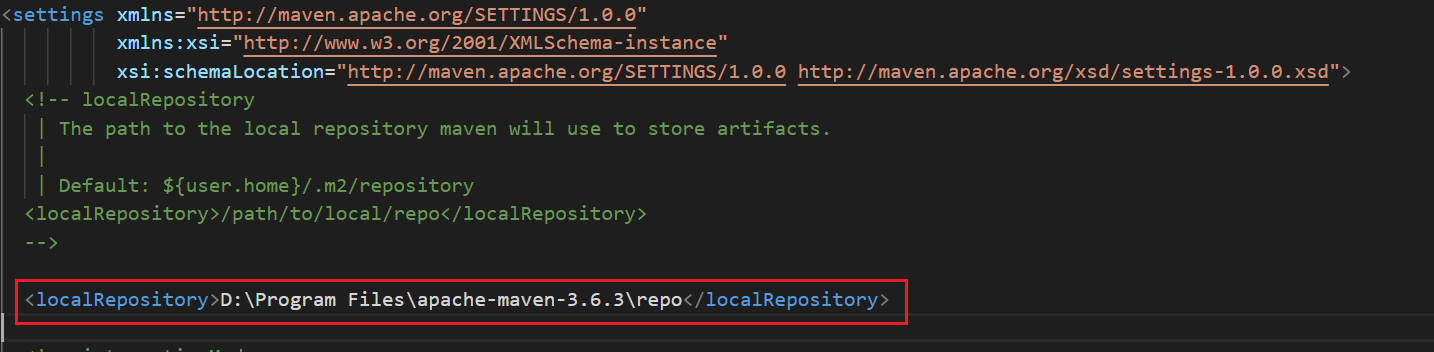 <settings xmlns="http://maven.apache.org/SETTINGS/1.0.0"
xmlns:xsi="http://www.w3.org/2001/XMLSchema-instance"
xsi:schemaLocation="http://maven.apache.org/SETTINGS/1.0.0 http://maven.apache.org/xsd/settings-1.0.0.xsd">
<!-- localRepository
| The path to the local repository maven will use to store artifacts.
|
| Default: ${user.home}/.m2/repository
<localRepository>/path/to/local/repo</localRepository>
-->
<localRepository>D:\Program Files\apache-maven-3.6.3\repo</localRepository>